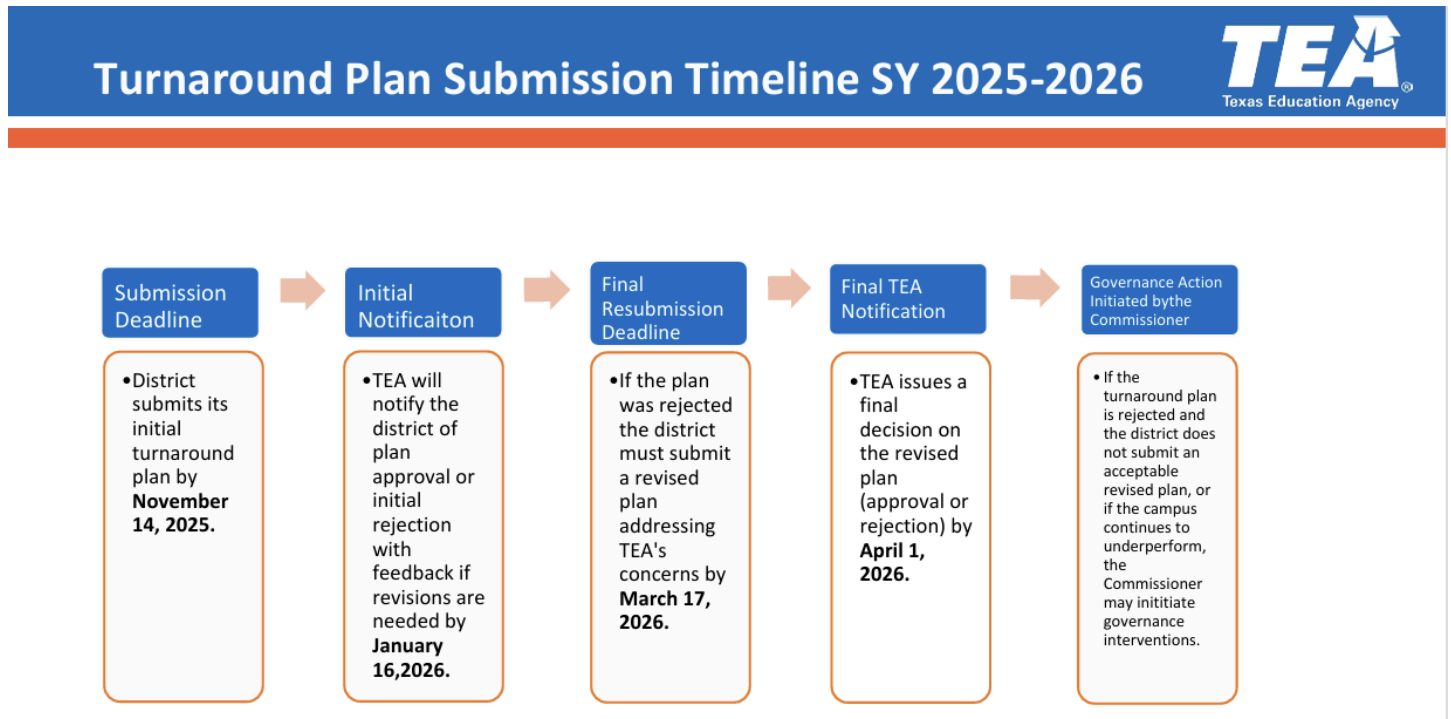 Turnaround Plan Submission Timeline SY 2025-2026
TEA
®
Texas Education Agency
Submission
Deadline
•District
submits its
initial
turnaround
plan by
November
14, 2025.
Initial
Notificaiton
•TEA will
notify the
district of
plan
approval or
initial
rejection
with
feedback if
revisions are
needed by
January
16,2026.
Final
Resubmission
Deadline
•If the plan
was rejected
the district
must submit
a revised
plan
addressing
TEA's
concerns by
March 17,
2026.
Final TEA
Notification
•TEA issues a
final
decision on
the revised
plan
(approval or
rejection) by
April 1,
2026.
Governance Action
Initiated bythe
Commissioner
• If the
turnaround plan
is rejected and
the district does
not submit an
acceptable
revised plan, or
if the campus
continues to
underperform,
the
Commissioner
may inititiate
governance
interventions.